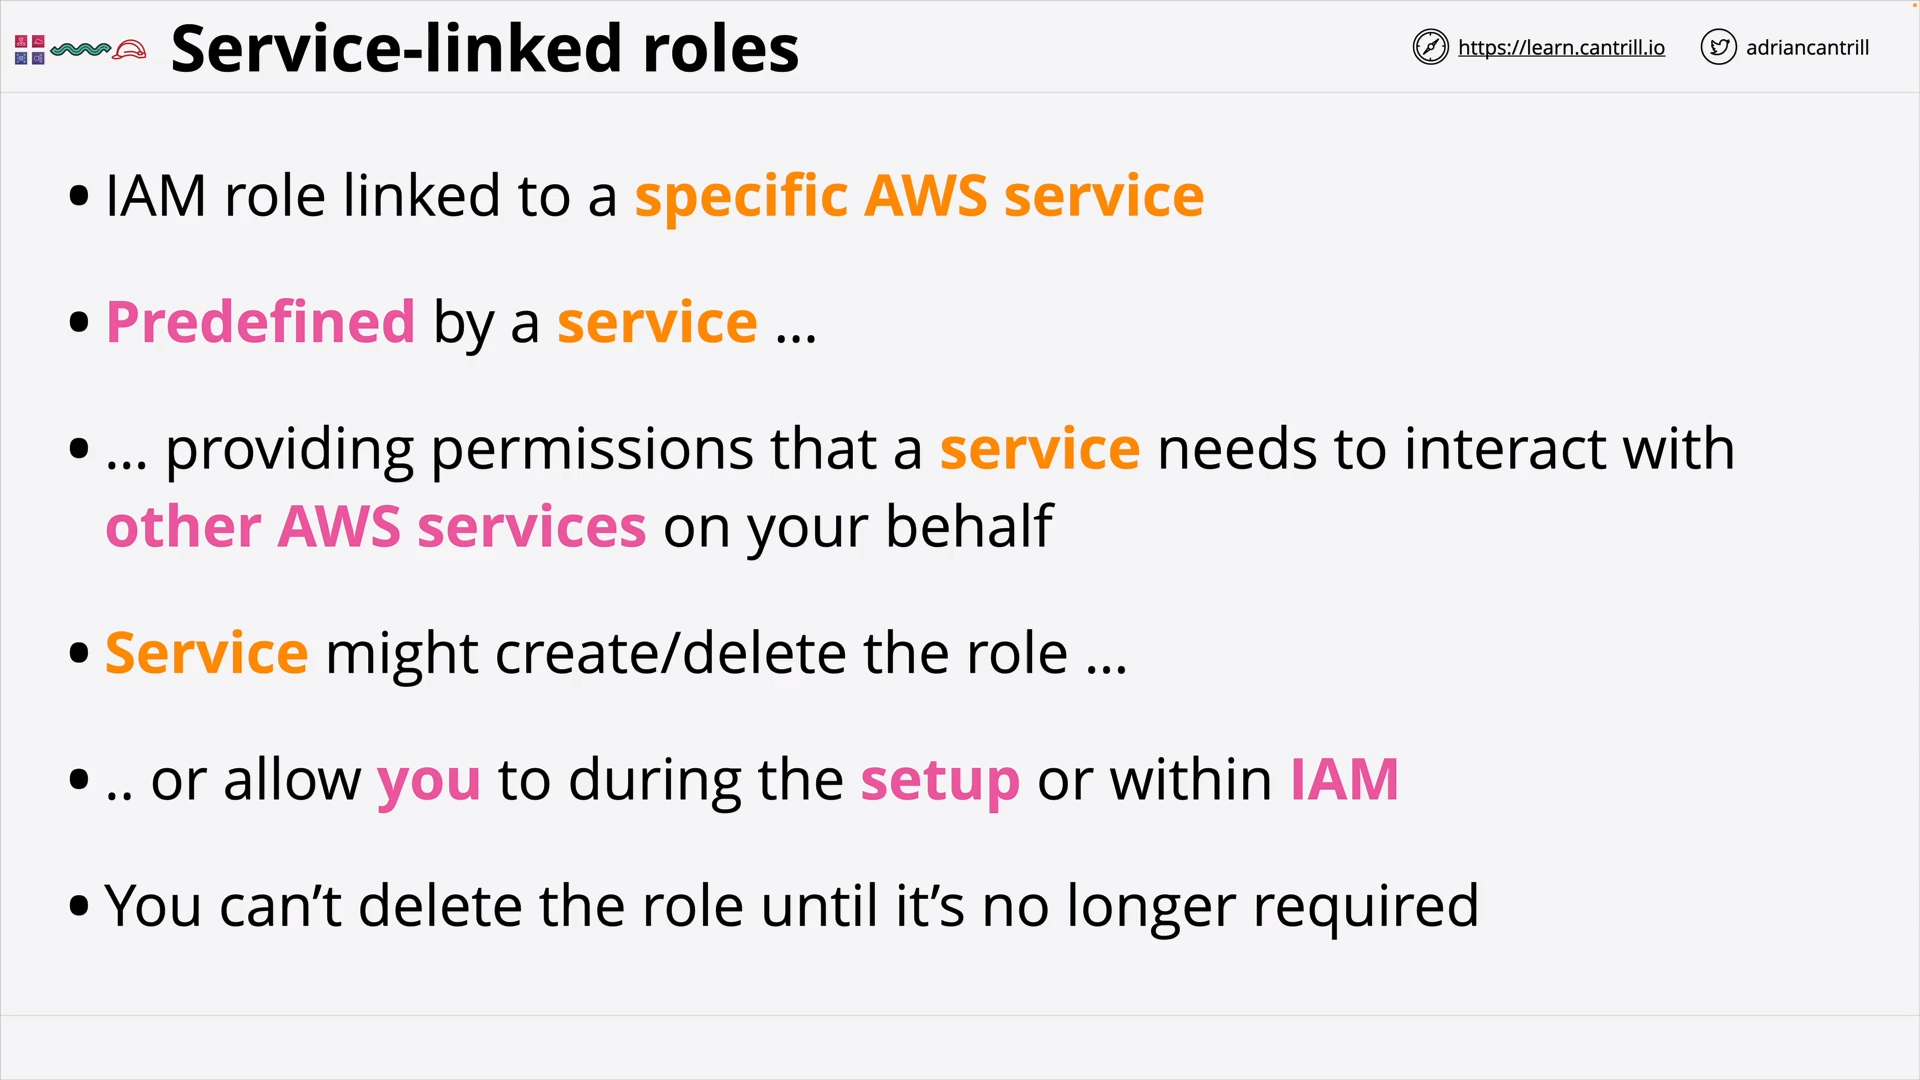 Service-linked roles
https://learn.cantrill.io
adriancantrill
• IAM role linked to a specific AWS service
• Predefined by a service ...
• ... providing permissions that a service needs to interact with
other AWS services on your behalf
• Service might create/delete the role ...
• .. or allow you to during the setup or within IAM
• You can’t delete the role until it’s no longer required